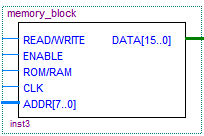 memory_block
READ/WRITE DATA[15..0]
ENABLE
ROM/RAM
CLK
ADDR[7..0]
inst3